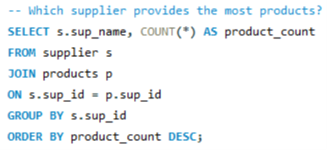 -- Which supplier provides the most products?
SELECT s.sup_name, COUNT(*) AS product_count
FROM supplier s
JOIN products p
ON s.sup_id = p.sup_id
GROUP BY s.sup_id
ORDER BY product_count DESC;